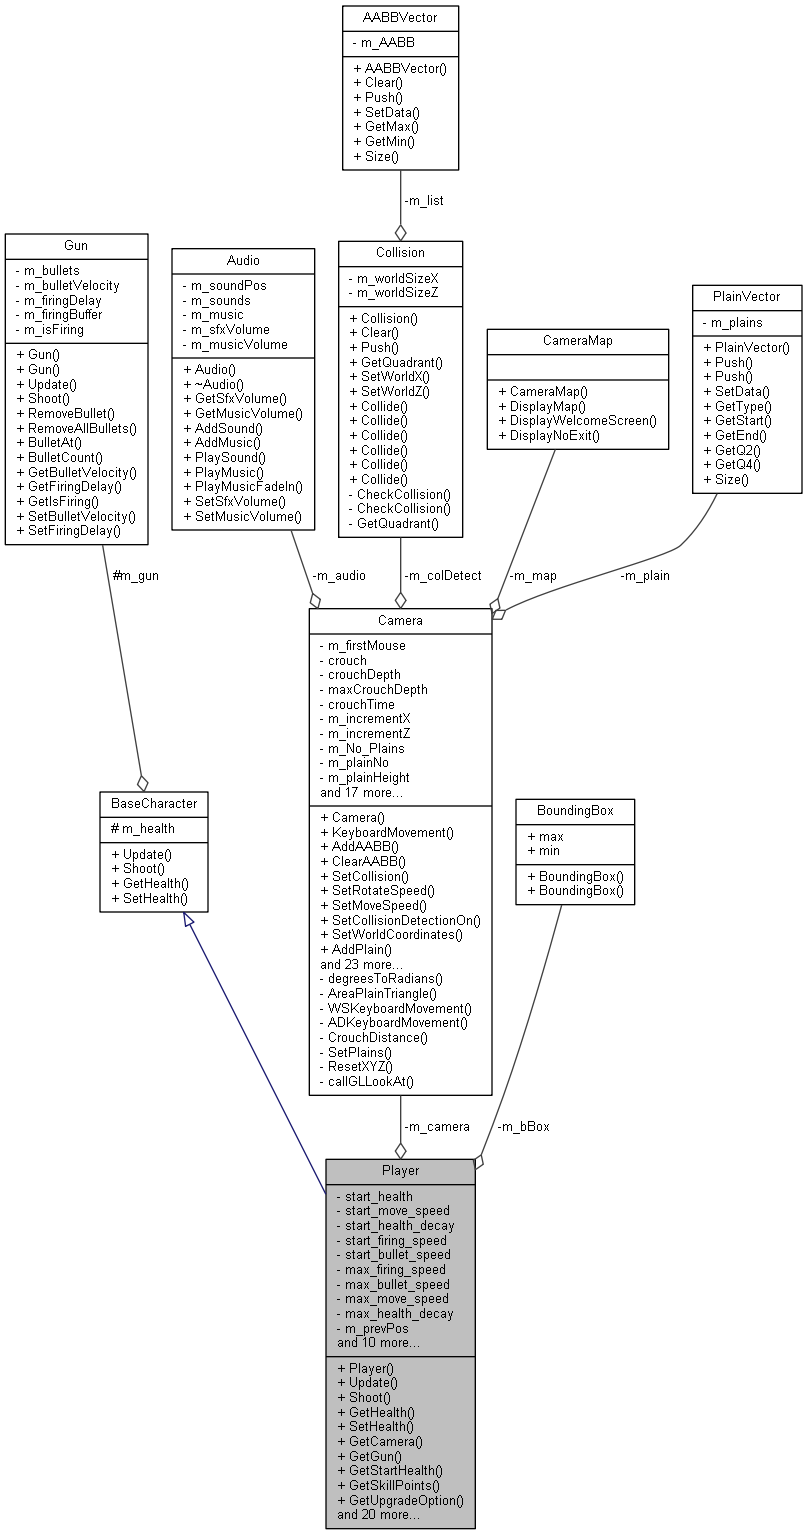 AABBVector
- m_AABB
+ AABBVector()
+ Clear()
+ Push()
+ SetData()
+ GetMax()
+ GetMin()
+ Size()
-m_list
Gun
- m_bullets
- m_bulletVelocity
- m_firingDelay
- m_firingBuffer
- m_isFiring
+ Gun()
+ Gun()
+ Update()
+ Shoot()
+ RemoveBullet()
+ RemoveAllBullets()
+ BulletAt()
+ BulletCount()
+ GetBulletVelocity()
+ GetFiringDelay()
+ GetIsFiring()
+ SetBulletVelocity()
+ SetFiringDelay()
Audio
- m_soundPos
- m_sounds
- m_music
- m_sfxVolume
- m_musicVolume
+ Audio()
+ ~Audio()
+ GetSfxVolume()
+ GetMusicVolume()
+ AddSound()
+ AddMusic()
+ PlaySound()
+ PlayMusic()
+ PlayMusicFadeIn()
+ SetSfxVolume()
+ SetMusicVolume()
Collision
- m_worldSizeX
- m_worldSizeZ
+ Collision()
+ Clear()
+ Push()
+ GetQuadrant()
+ SetWorldX()
+ SetWorldZ()
+ Collide()
+ Collide()
+ Collide()
+ Collide()
+ Collide()
+ Collide()
- CheckCollision()
- CheckCollision()
- GetQuadrant()
CameraMap
+ CameraMap()
+ DisplayMap()
+ DisplayWelcomeScreen()
+ DisplayNoExit()
PlainVector
- m_plains
+ PlainVector()
+ Push()
+ Push()
+ SetData()
+ GetType()
+ GetStart()
+ GetEnd()
+ GetQ2()
+ GetQ4()
+ Size()
#m_gun
-m_audio
-m_colDetect
-m_map
-m_plain
Camera
- m_firstMouse
- crouch
- crouchDepth
- maxCrouchDepth
- crouchTime
- m_incrementX
- m_incrementZ
- m_No_Plains
- m_plainNo
- m_plainHeight
and 17 more...
+ Camera()
+ KeyboardMovement()
+ AddAABB()
+ ClearAABB()
+ SetCollision()
+ SetRotateSpeed()
+ SetMoveSpeed()
+ SetCollisionDetectionOn()
+ SetWorldCoordinates()
+ AddPlain()
and 23 more...
- degreesToRadians()
- AreaPlainTriangle()
- WSKeyboardMovement()
- ADKeyboardMovement()
- CrouchDistance()
- SetPlains()
- ResetXYZ()
- callGLLookAt()
BaseCharacter
# m_health
+ Update()
+ Shoot()
+ GetHealth()
+ SetHealth()
BoundingBox
+ max
+ min
+ BoundingBox()
+ BoundingBox()
-m_camera
-m_bBox
Player
- start_health
- start_move_speed
- start_health_decay
- start_firing_speed
- start_bullet_speed
- max_firing_speed
- max_bullet_speed
- max_move_speed
- max_health_decay
- m_prevPos
and 10 more...
+ Player()
+ Update()
+ Shoot()
+ GetHealth()
+ SetHealth()
+ GetCamera()
+ GetGun()
+ GetStartHealth()
+ GetSkillPoints()
+ GetUpgradeOption()
and 20 more...